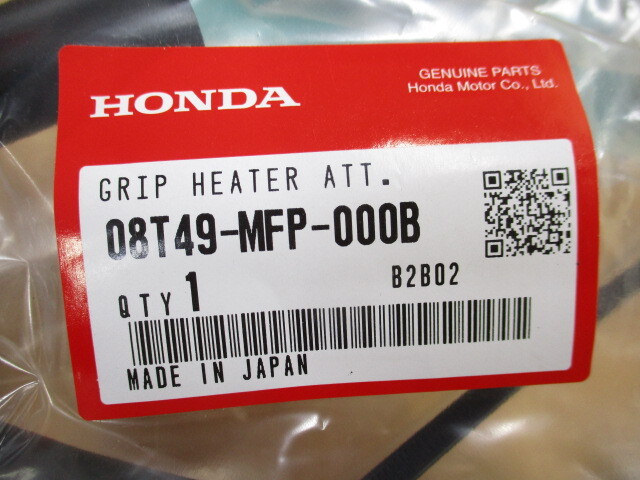 HONDA
GENUINE PARTS
Honda Motor Co., Ltd.
GRIP HEATER ATT.
08T49-MFP-000B
QTY 1
B2B02
MADE IN JAPAN